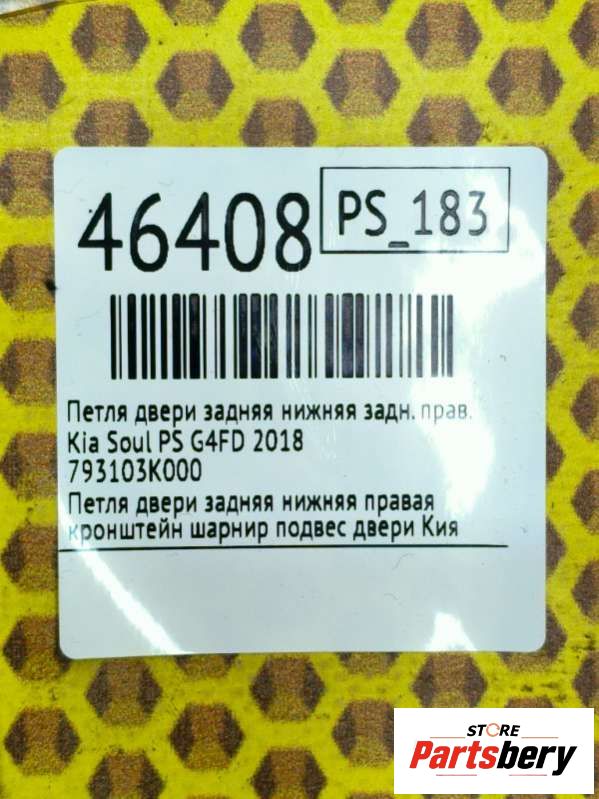 46408
PS_183
Петля двери задняя нижняя задн. прав.
Kia Soul PS G4FD 2018
793103K000
Петля двери задняя нижняя правая
кронштейн шарнир подвес двери Кия
STORE
Partsbery